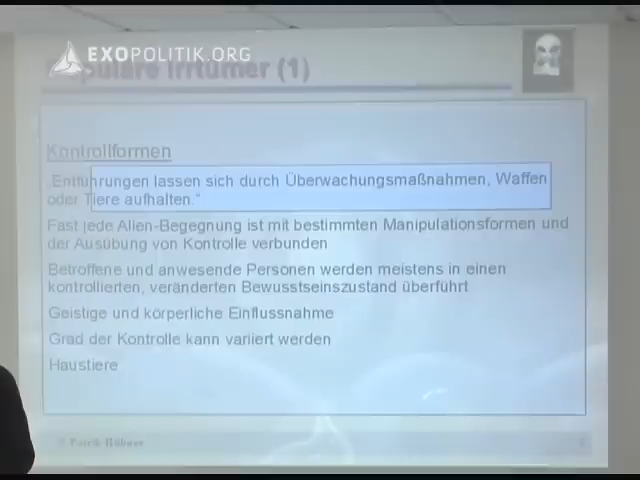 EXOPOLITIK.ORG
Populäre Irrtümer (1)
Kontrollformen
„Entführungen lassen sich durch Überwachungsmaßnahmen, Waffen
oder Tiere aufhalten.“
Fast jede Alien-Begegnung ist mit bestimmten Manipulationsformen und
der Ausübung von Kontrolle verbunden
Betroffene und anwesende Personen werden meistens in einen
kontrollierten, veränderten Bewusstseinszustand überführt
Geistige und körperliche Einflussnahme
Grad der Kontrolle kann variiert werden
Haustiere